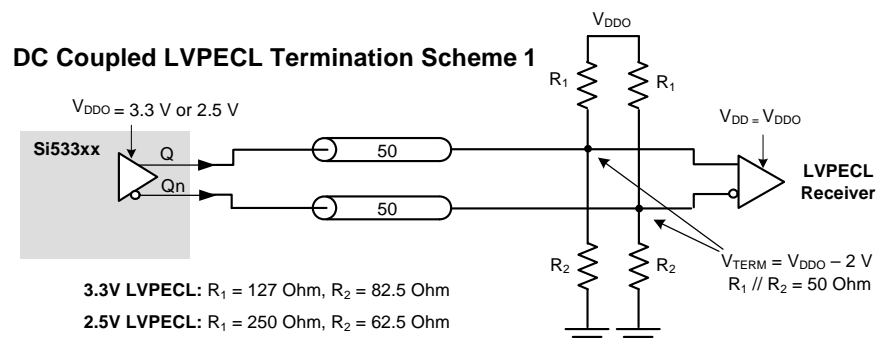 DC Coupled LVPECL Termination Scheme 1
VDDO
R1
R1
VDDO = 3.3 V or 2.5 V
VDD = VDDO
Si533xx
Q
50
Qn
50
LVPECL
Receiver
R2
R2
VTERM = VDDO – 2 V
R1 // R2 = 50 Ohm
3.3V LVPECL: R1 = 127 Ohm, R2 = 82.5 Ohm
2.5V LVPECL: R1 = 250 Ohm, R2 = 62.5 Ohm